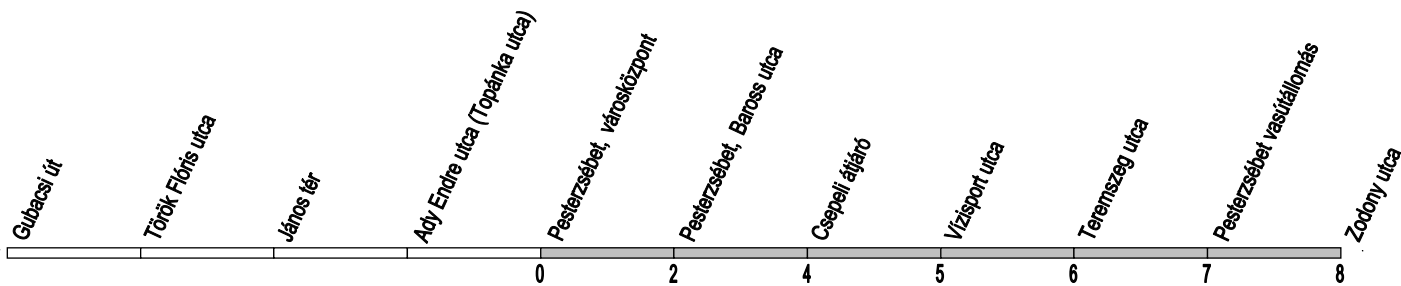 Gubacsi út
Török Flóris utca
János tér
Ady Endre utca (Topánka utca)
Pesterzsébet, városközpont
Pesterzsébet, Baross utca
Csepeli átjáró
Vízisport utca
Teremszeg utca
Pesterzsébet vasútállomás
Zodony utca
0 2 4 5 6 7 8